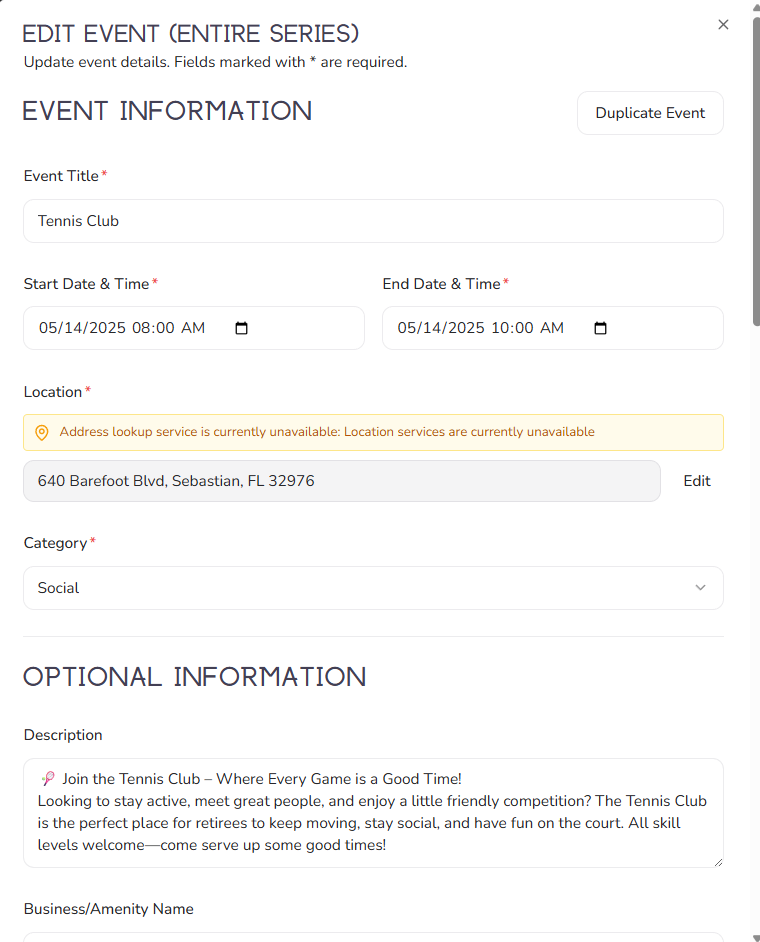 EDIT EVENT (ENTIRE SERIES)
Update event details. Fields marked with * are required.
EVENT INFORMATION
Duplicate Event
Event Title*
Tennis Club
Start Date & Time*
End Date & Time*
05/14/2025 08:00 AM
05/14/2025 10:00 AM
Location*
Address lookup service is currently unavailable: Location services are currently unavailable
640 Barefoot Blvd, Sebastian, FL 32976
Edit
Category*
Social
OPTIONAL INFORMATION
Description
Join the Tennis Club – Where Every Game is a Good Time!
Looking to stay active, meet great people, and enjoy a little friendly competition? The Tennis Club
is the perfect place for retirees to keep moving, stay social, and have fun on the court. All skill
levels welcome—come serve up some good times!
Business/Amenity Name